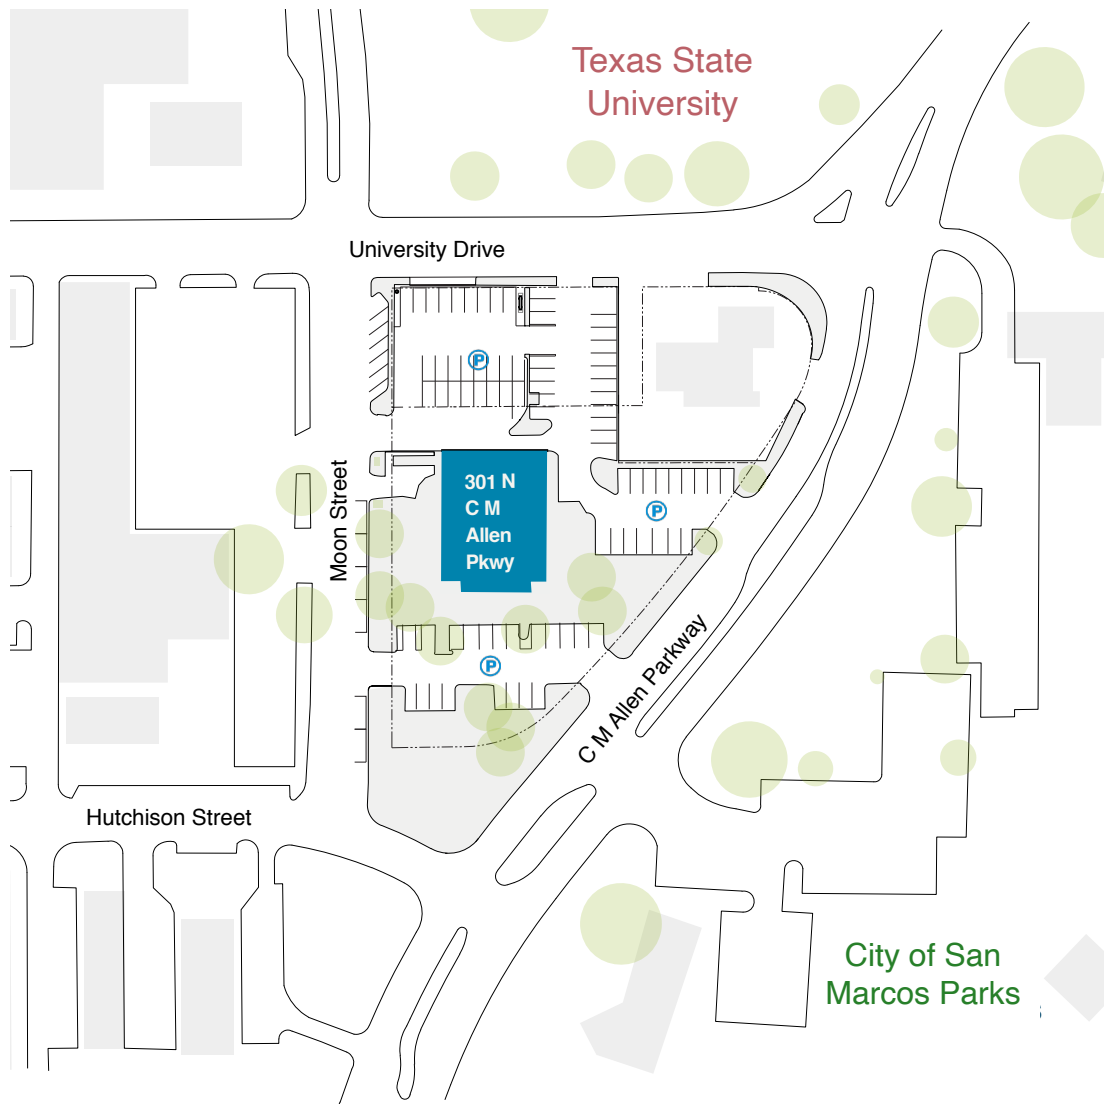 Texas State
University
University Drive
P
Moon Street
301 N
C M
Allen
Pkwy
P
P
C M Allen Parkway
Hutchison Street
City of San
Marcos Parks